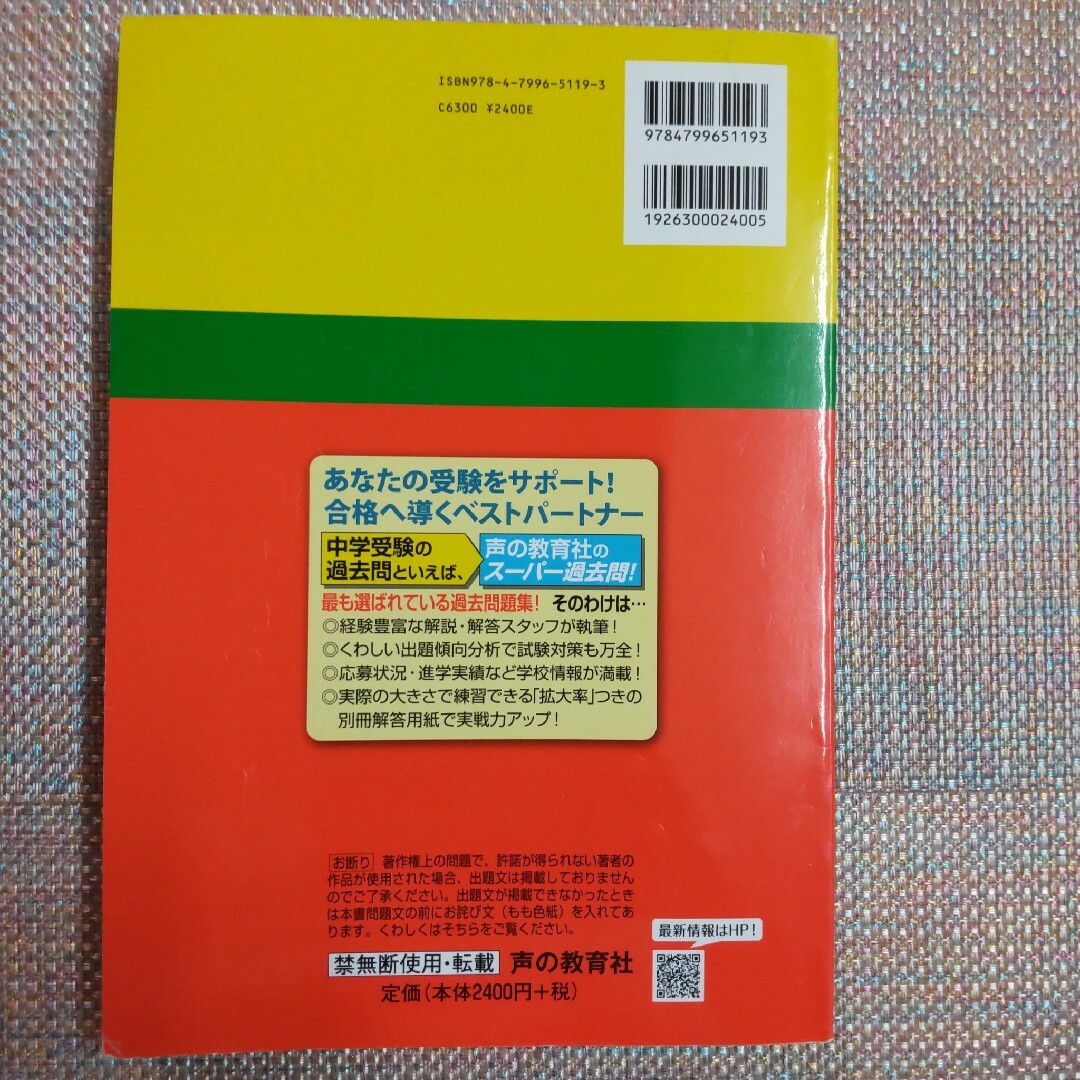 ISBN978-4-7996-5119-3
C6300 ¥2400E
9784799651193
1926300024005
あなたの受験をサポート!
合格へ導くベストパートナー
中学受験の
過去問といえば、
声の教育社の
スーパー過去問!
最も選ばれている過去問題集! そのわけは…
◎経験豊富な解説・解答スタッフが執筆!
◎くわしい出題傾向分析で試験対策も万全!
◎応募状況・進学実績など学校情報が満載!
◎実際の大きさで練習できる「拡大率」つきの
別冊解答用紙で実戦力アップ!
お断り 著作権上の問題で、許諾が得られない著者の
作品が使用された場合、出題文は掲載しておりません
のでご了承ください。出題文が掲載できなかったとき
は本書問題文の前にお詫び文(もも色紙)を入れてあ
ります。くわしくはそちらをご覧ください。
最新情報はHP!
禁無断使用・転載 声の教育社
定価(本体2400円+税)